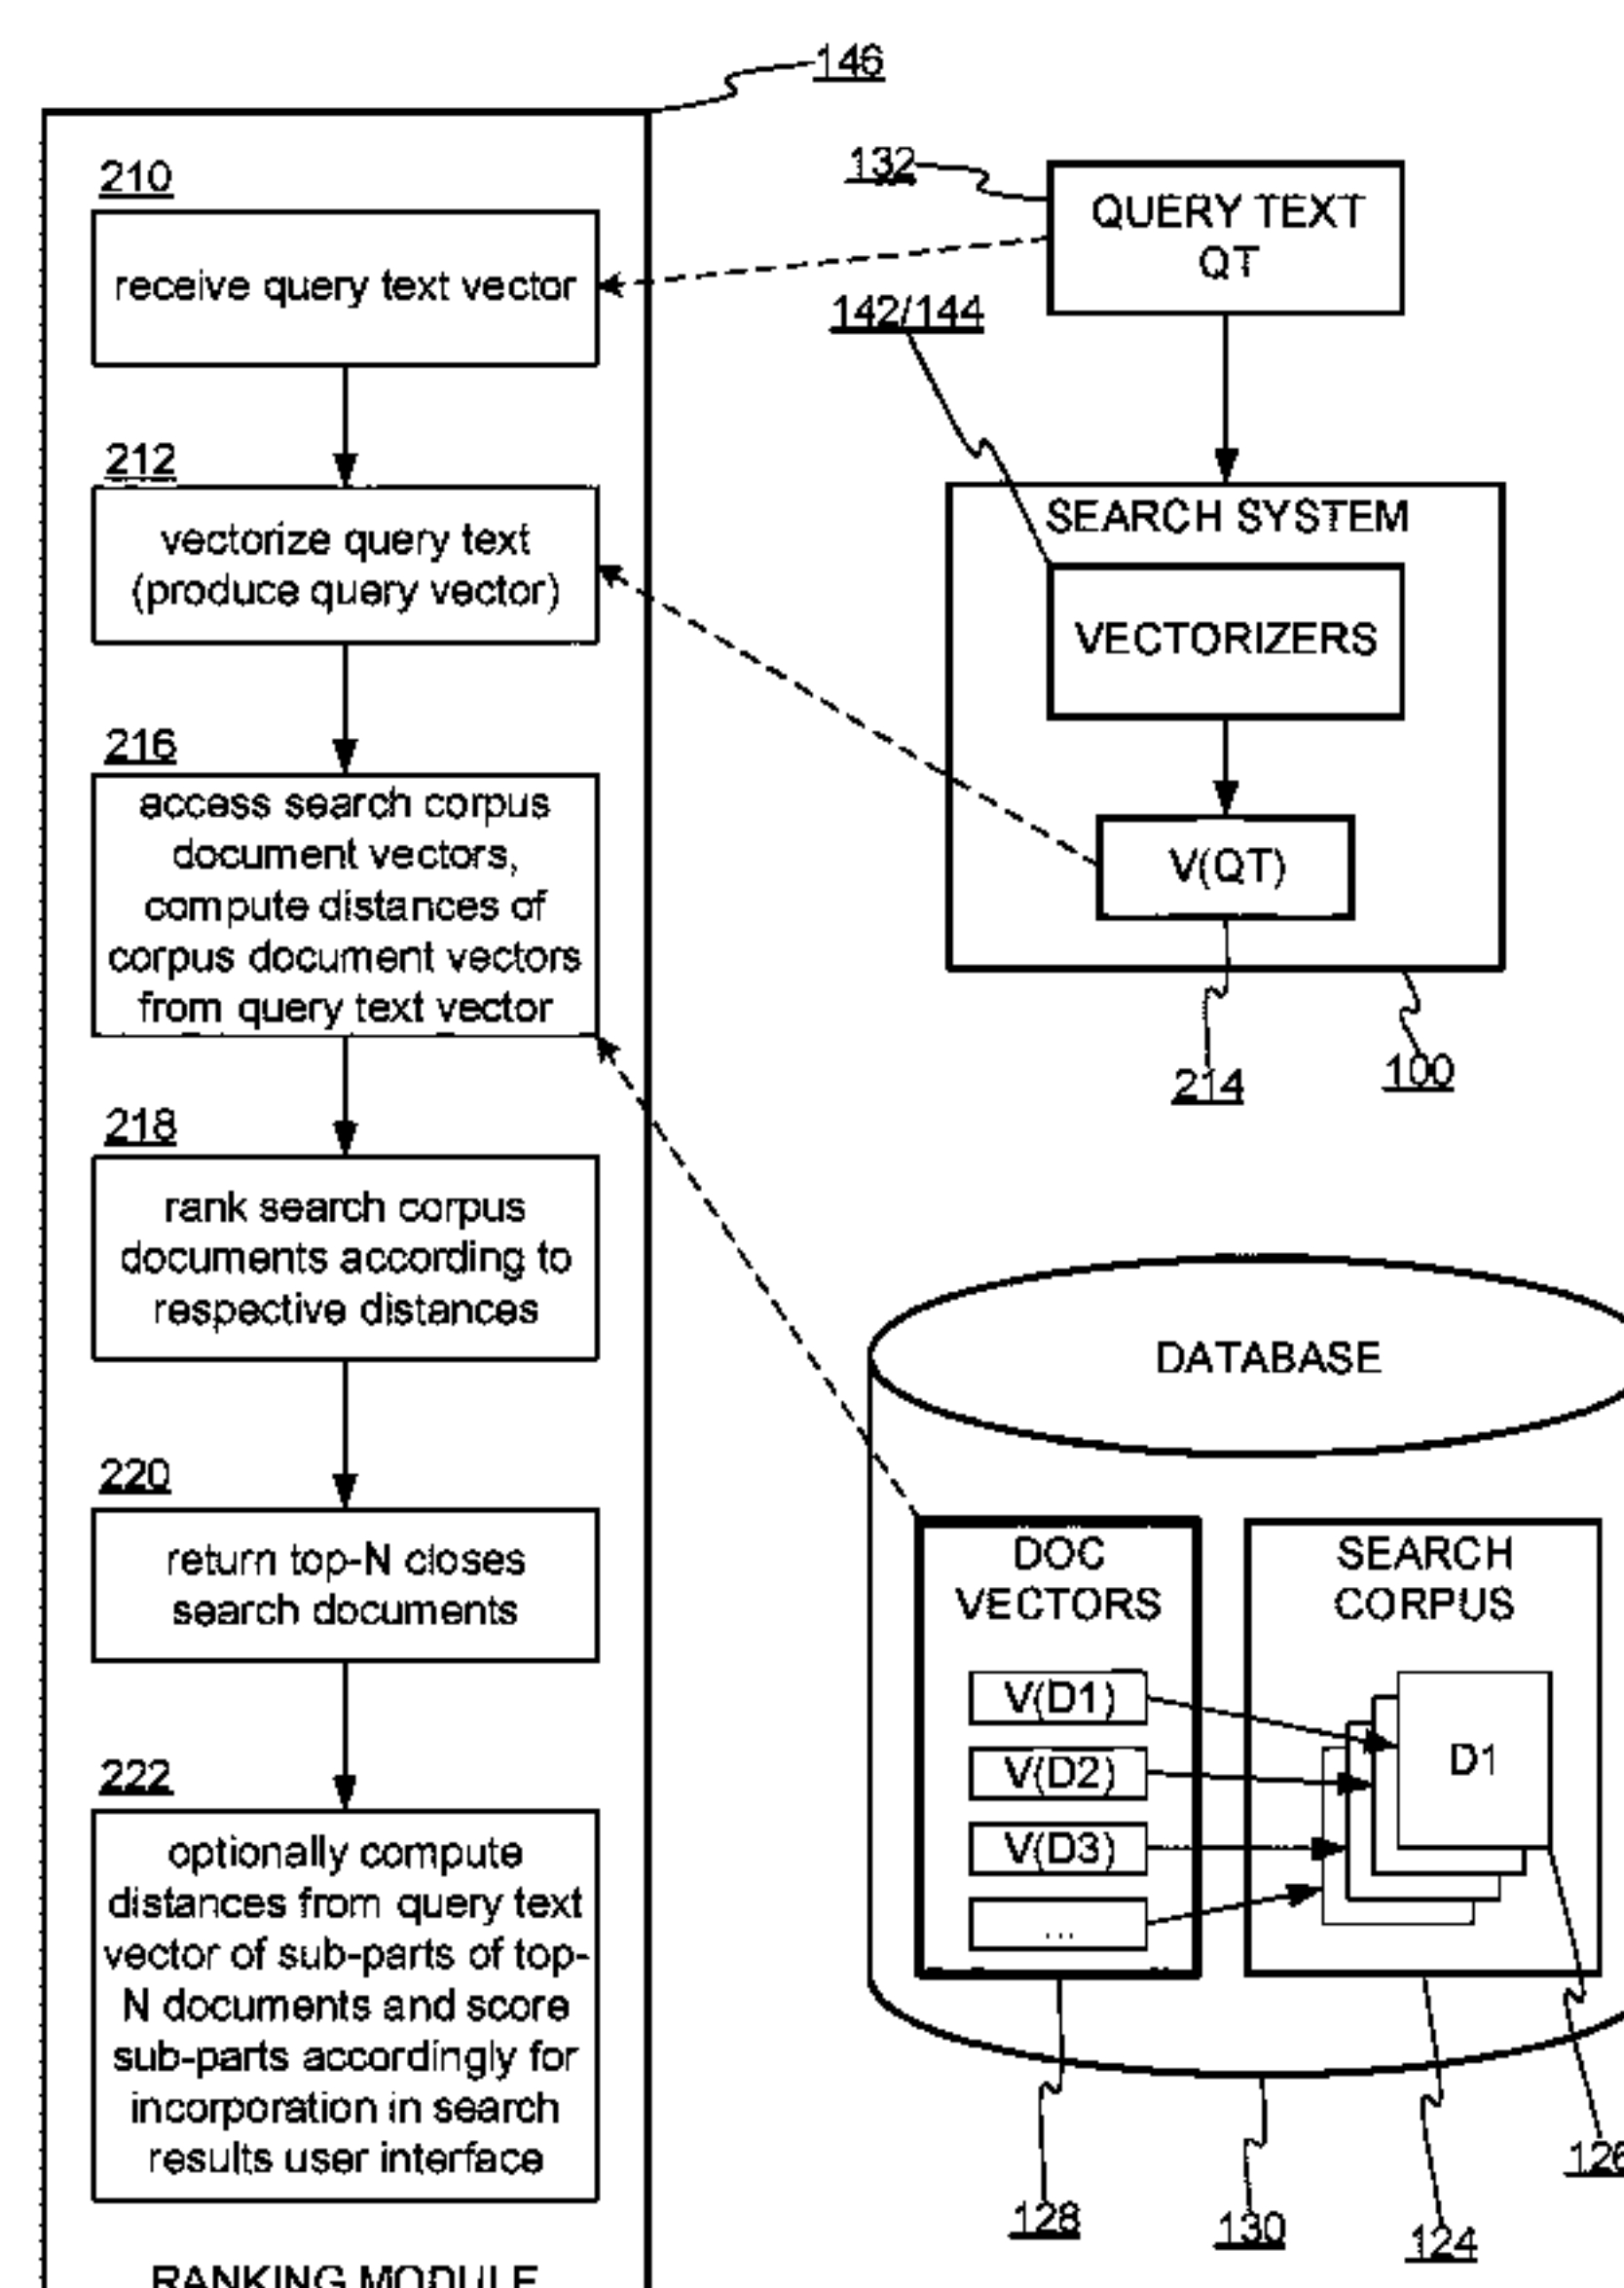 146
210
receive query text vector
212
vectorize query text
(produce query vector)
216
access search corpus
document vectors,
compute distances of
corpus document vectors
from query text vector
218
rank search corpus
documents according to
respective distances
220
return top-N closes
search documents
222
optionally compute
distances from query text
vector of sub-parts of top-
N documents and score
sub-parts accordingly for
incorporation in search
results user interface
RANKING MODULE
132
QUERY TEXT
QT
142/144
SEARCH SYSTEM
VECTORIZERS
V(QT)
214
100
DATABASE
DOC
VECTORS
V(D1)
V(D2)
V(D3)
...
SEARCH
CORPUS
D1
128
130
124
126